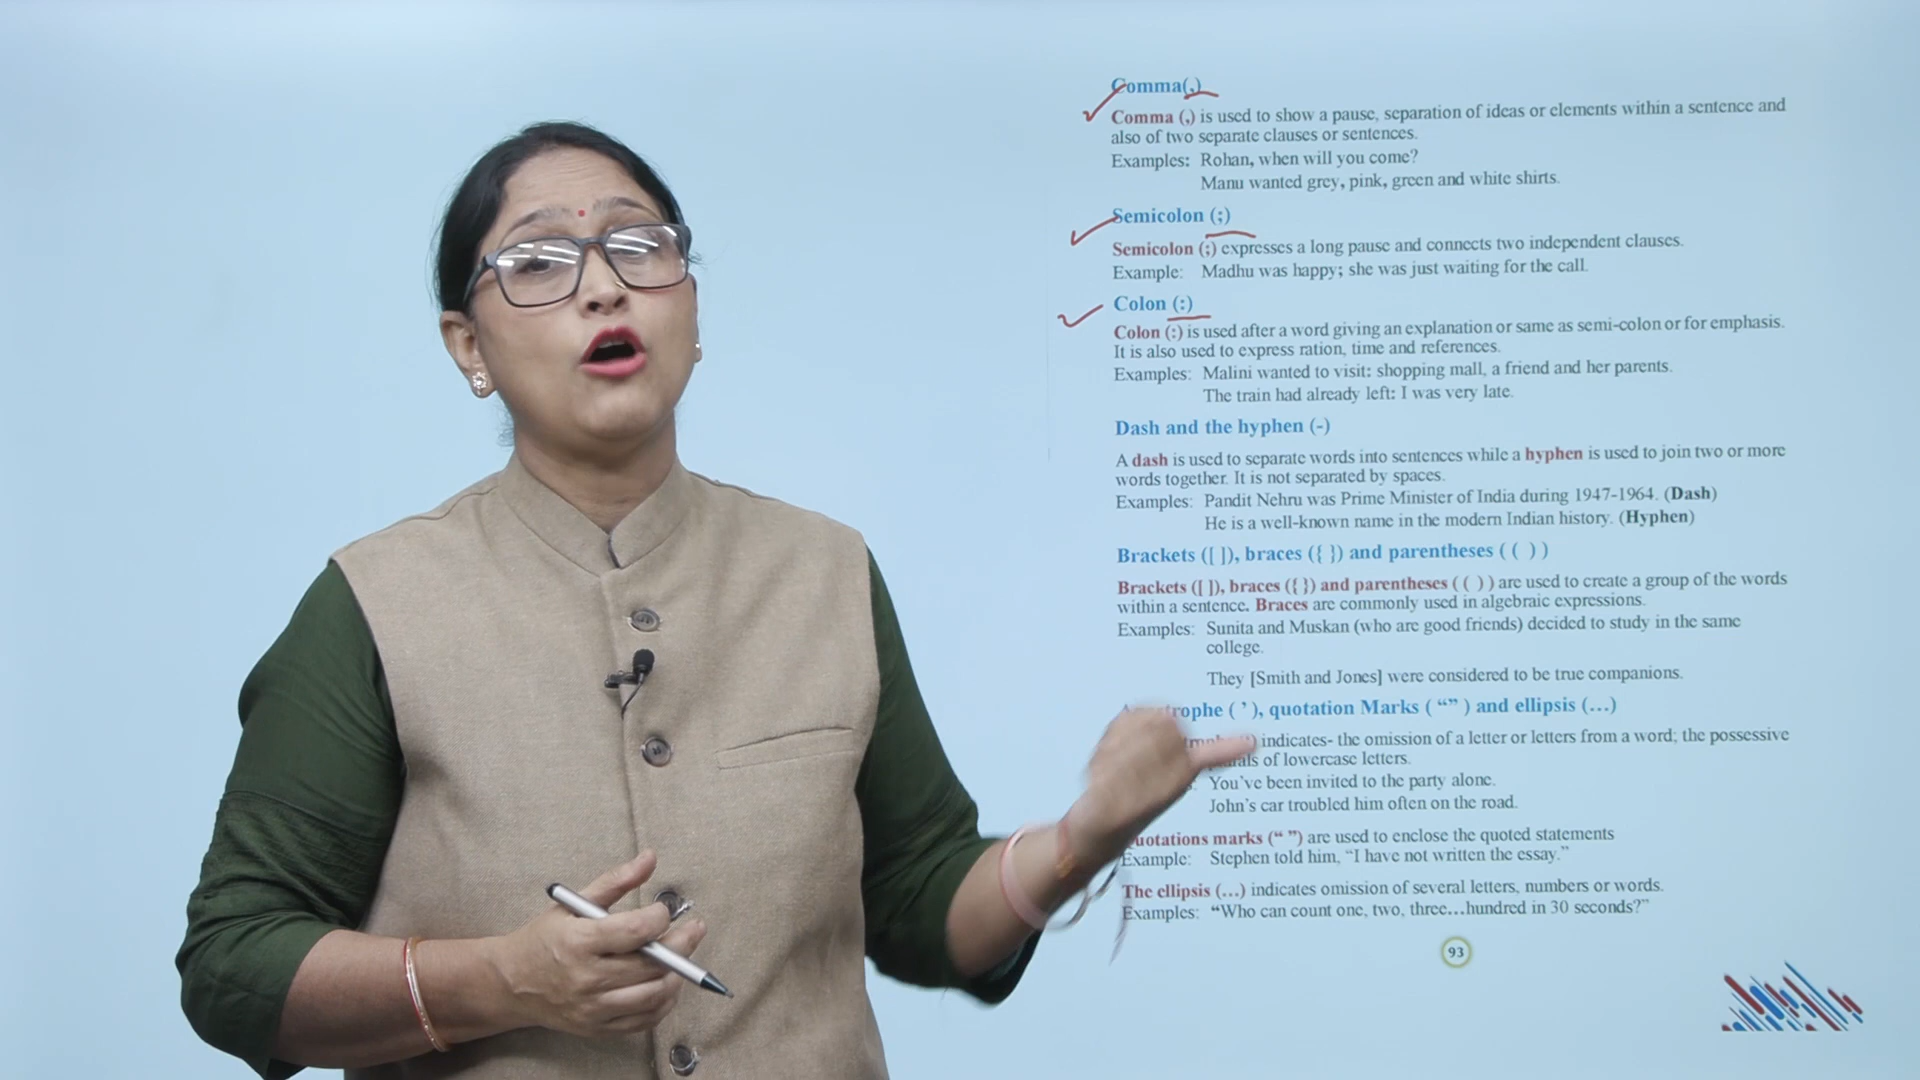 Comma(,)
Comma (,) is used to show a pause, separation of ideas or elements within a sentence and
also of two separate clauses or sentences.
Examples: Rohan, when will you come?
Manu wanted grey, pink, green and white shirts.
Semicolon (;)
Semicolon (;) expresses a long pause and connects two independent clauses.
Example: Madhu was happy; she was just waiting for the call.
Colon (:)
Colon (:) is used after a word giving an explanation or same as semi-colon or for emphasis.
It is also used to express ration, time and references.
Examples: Malini wanted to visit: shopping mall, a friend and her parents.
The train had already left: I was very late.
Dash and the hyphen (-)
A dash is used to separate words into sentences while a hyphen is used to join two or more
words together. It is not separated by spaces.
Examples: Pandit Nehru was Prime Minister of India during 1947-1964. (Dash)
He is a well-known name in the modern Indian history. (Hyphen)
Brackets ([ ]), braces ({ }) and parentheses ( ( ) )
Brackets ([ ]), braces ({ }) and parentheses ( ( ) ) are used to create a group of the words
within a sentence. Braces are commonly used in algebraic expressions.
Examples: Sunita and Muskan (who are good friends) decided to study in the same
college.
They [Smith and Jones] were considered to be true companions.
( ’ ), quotation Marks ( “” ) and ellipsis (…)
indicates- the omission of a letter or letters from a word; the possessive
of lowercase letters.
You’ve been invited to the party alone.
John’s car troubled him often on the road.
Quotations marks (“ ”) are used to enclose the quoted statements
Example: Stephen told him, “I have not written the essay.”
The ellipsis (…) indicates omission of several letters, numbers or words.
Examples: “Who can count one, two, three…hundred in 30 seconds?”
93